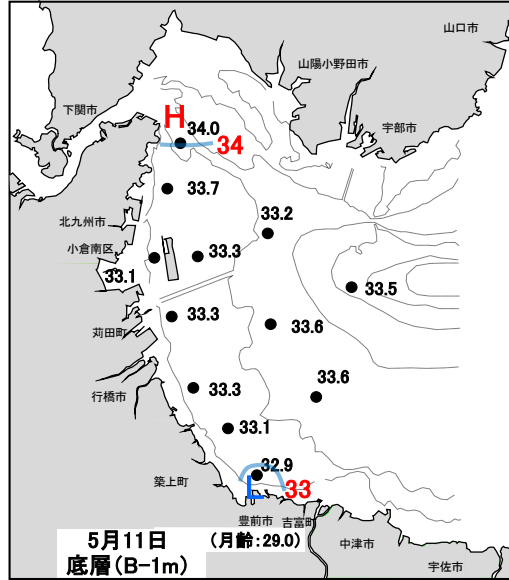 山口市
山陽小野田市
下関市
H
34.0
宇部市
34
33.7
北九州市
33.2
小倉南区
33.3
33.1
33.5
33.3
苅田町
33.6
33.3
33.6
行橋市
33.1
32.9
築上町
L
33
豊前市
吉富町
5月11日 (月齢:29.0)
中津市
底層(B-1m)
宇佐市